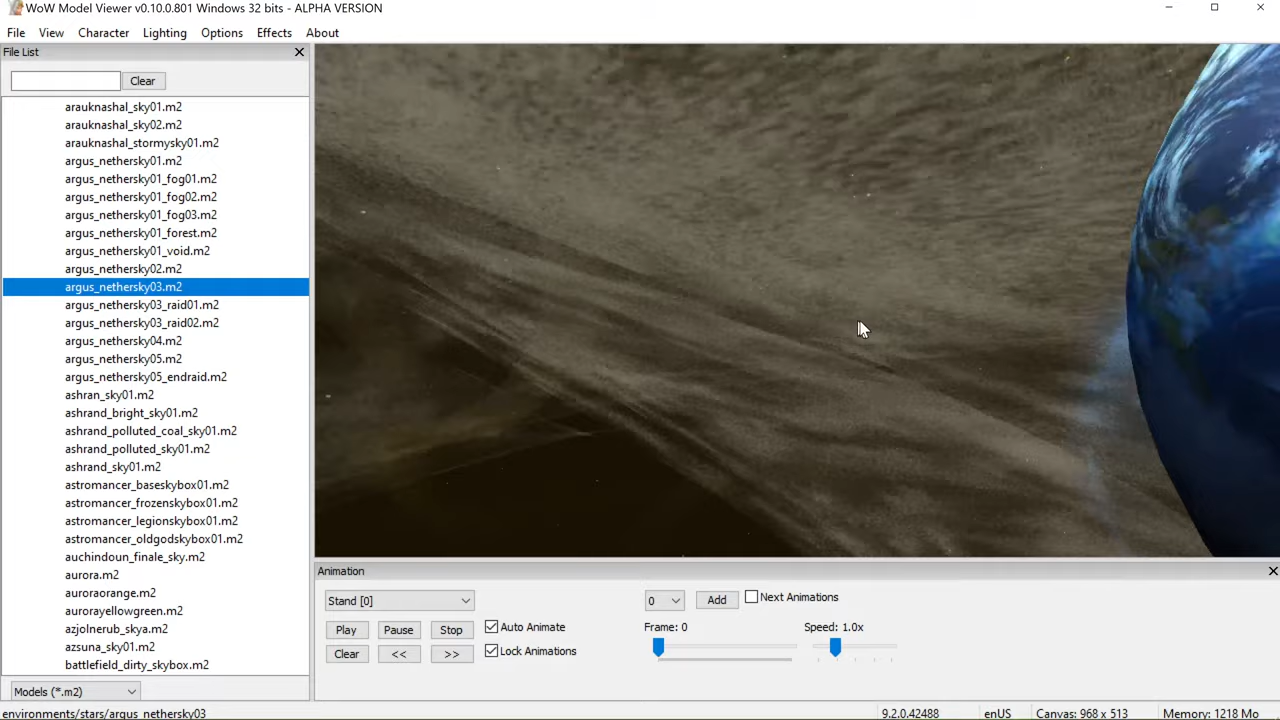 WoW Model Viewer v0.10.0.801 Windows 32 bits - ALPHA VERSION
File View Character Lighting Options Effects About
File List
Clear
arauknashal_sky01.m2
arauknashal_sky02.m2
arauknashal_stormysky01.m2
argus_nethersky01.m2
argus_nethersky01_fog01.m2
argus_nethersky01_fog02.m2
argus_nethersky01_fog03.m2
argus_nethersky01_forest.m2
argus_nethersky01_void.m2
argus_nethersky02.m2
argus_nethersky03.m2
argus_nethersky03_raid01.m2
argus_nethersky03_raid02.m2
argus_nethersky04.m2
argus_nethersky05.m2
argus_nethersky05_endraid.m2
ashran_sky01.m2
ashrand_bright_sky01.m2
ashrand_polluted_coal_sky01.m2
ashrand_polluted_sky01.m2
ashrand_sky01.m2
astromancer_baseskybox01.m2
astromancer_frozenskybox01.m2
astromancer_legionskybox01.m2
astromancer_oldgodskybox01.m2
auchindoun_finale_sky.m2
aurora.m2
auroraorange.m2
aurorayellowgreen.m2
azjolnerub_skya.m2
azsuna_sky01.m2
battlefield_dirty_skybox.m2
Models (*.m2)
Animation
Stand [0] 0 Add Next Animations
Play Pause Stop Auto Animate Frame: 0 Speed: 1.0x
Clear << >> Lock Animations
environments/stars/argus_nethersky03 9.2.0.42488 enUS Canvas: 968 x 513 Memory: 1218 Mo